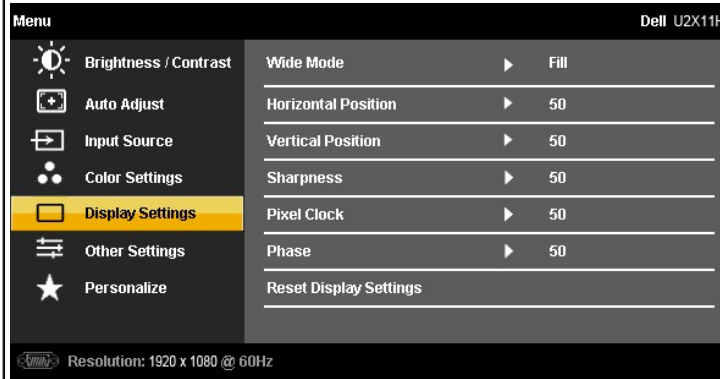 Menu Dell U2X11H
Brightness / Contrast Wide Mode Fill
Auto Adjust Horizontal Position 50
Input Source Vertical Position 50
Color Settings Sharpness 50
Display Settings Pixel Clock 50
Other Settings Phase 50
Personalize Reset Display Settings
Resolution: 1920 x 1080 @ 60Hz